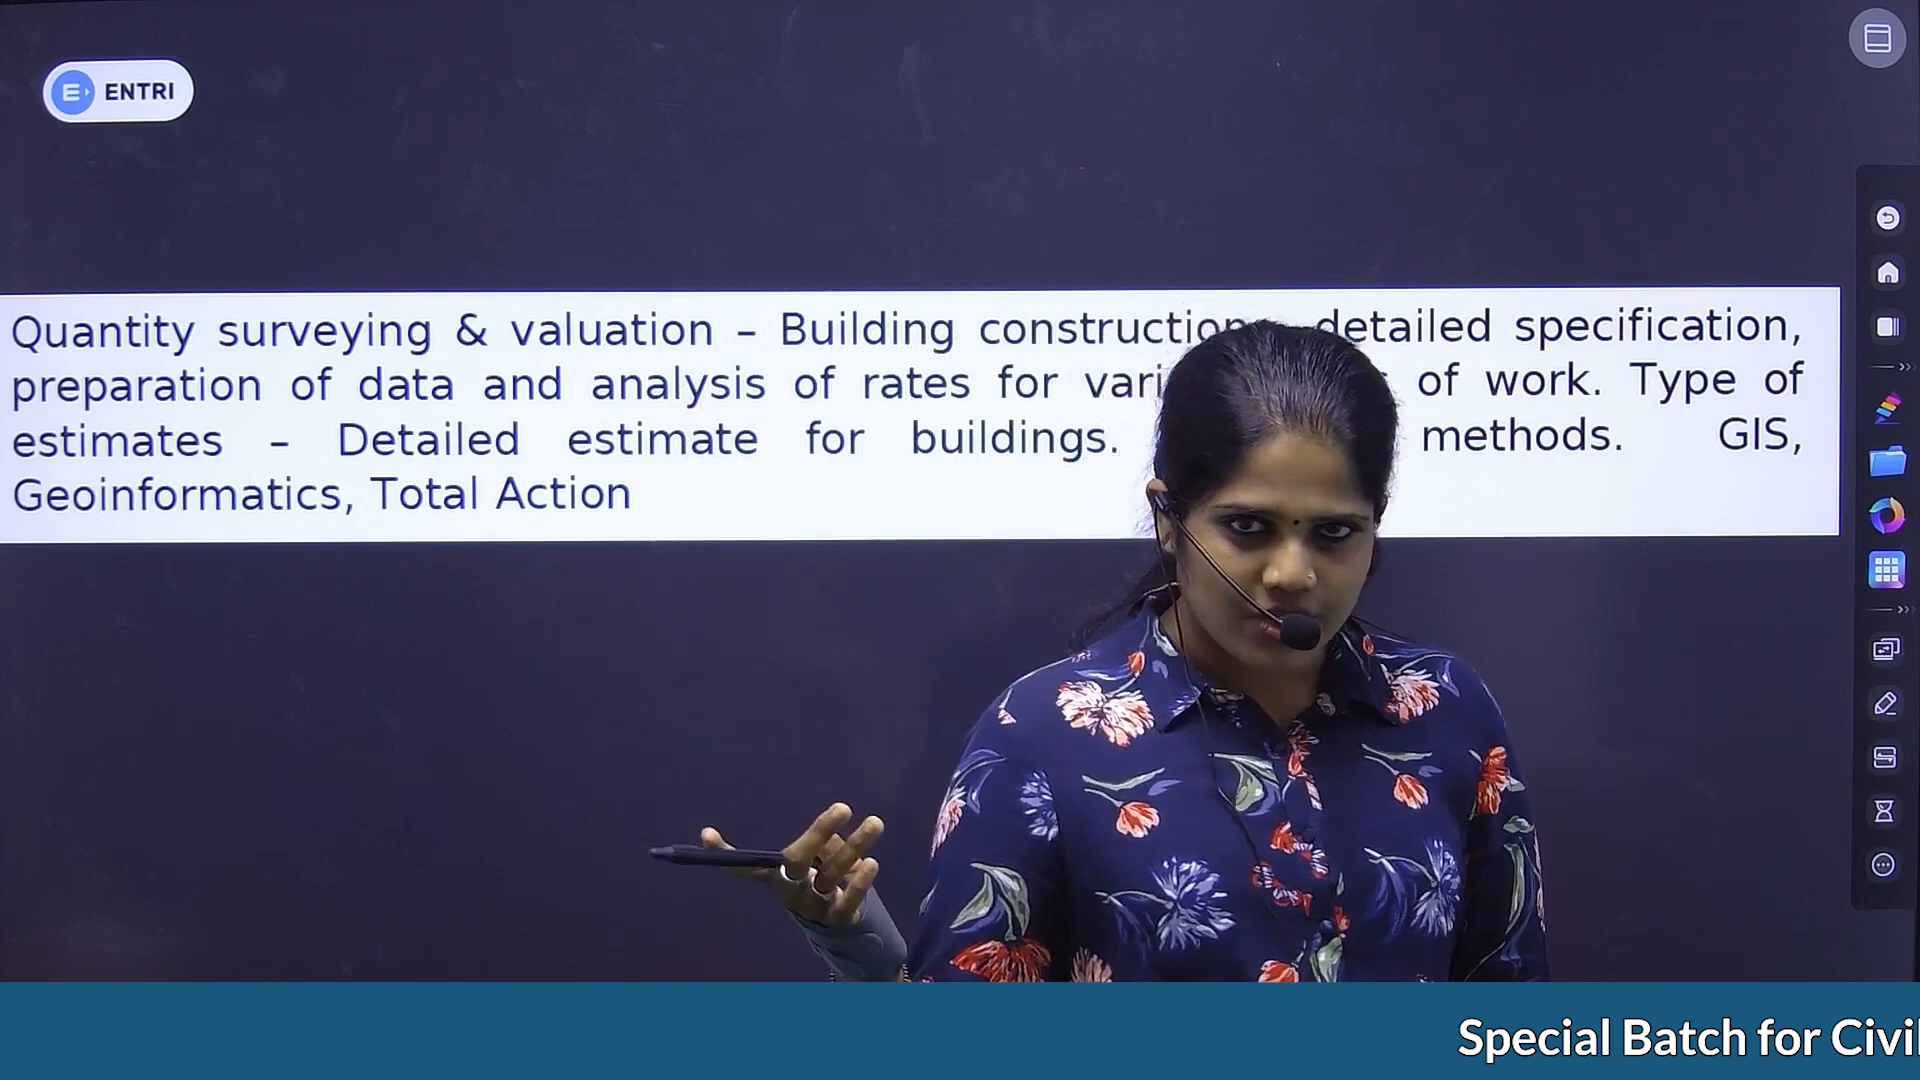 ENTRI
Quantity surveying & valuation – Building construction, detailed specification,
preparation of data and analysis of rates for of work. Type of
estimates – Detailed estimate for buildings. methods. GIS,
Geoinformatics, Total Action
Special Batch for Civil